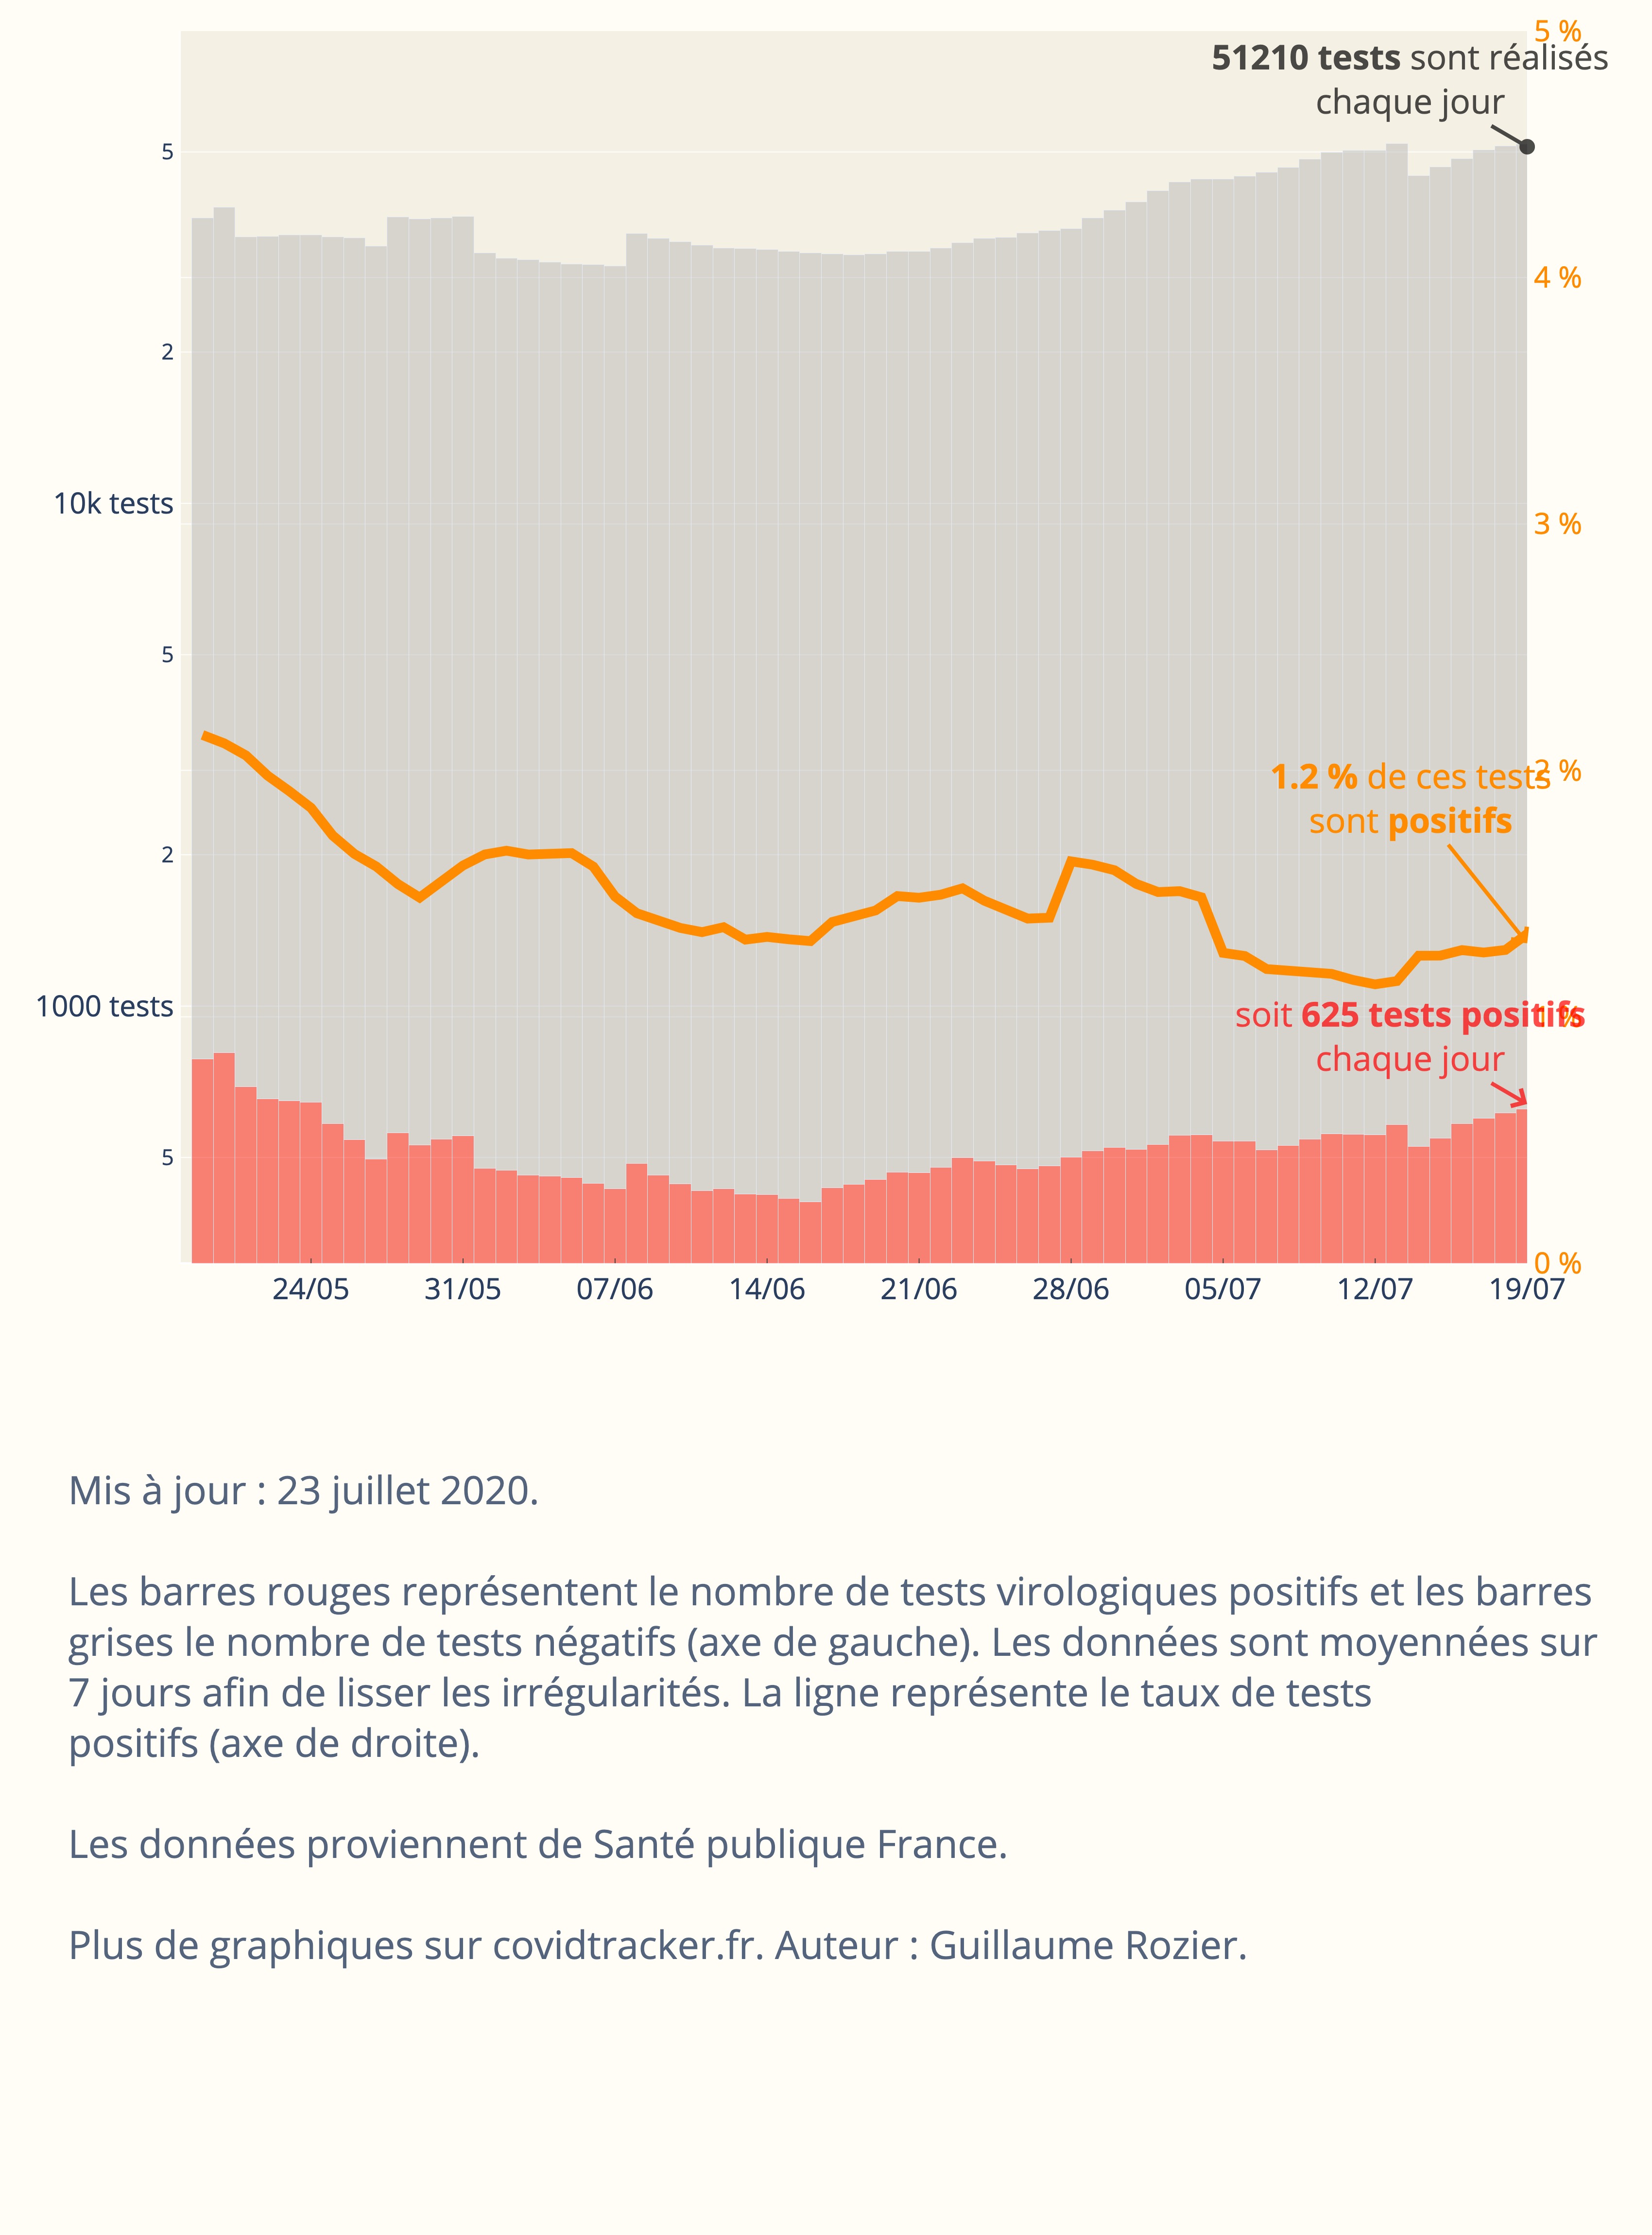 5 %
51210 tests sont réalisés
chaque jour
5
4 %
2
10k tests
3 %
5
2 %
1.2 % de ces tests
sont positifs
2
1000 tests
1 %
soit 625 tests positifs
chaque jour
5
0 %
24/05 31/05 07/06 14/06 21/06 28/06 05/07 12/07 19/07
Mis à jour : 23 juillet 2020.
Les barres rouges représentent le nombre de tests virologiques positifs et les barres
grises le nombre de tests négatifs (axe de gauche). Les données sont moyennées sur
7 jours afin de lisser les irrégularités. La ligne représente le taux de tests
positifs (axe de droite).
Les données proviennent de Santé publique France.
Plus de graphiques sur covidtracker.fr. Auteur : Guillaume Rozier.